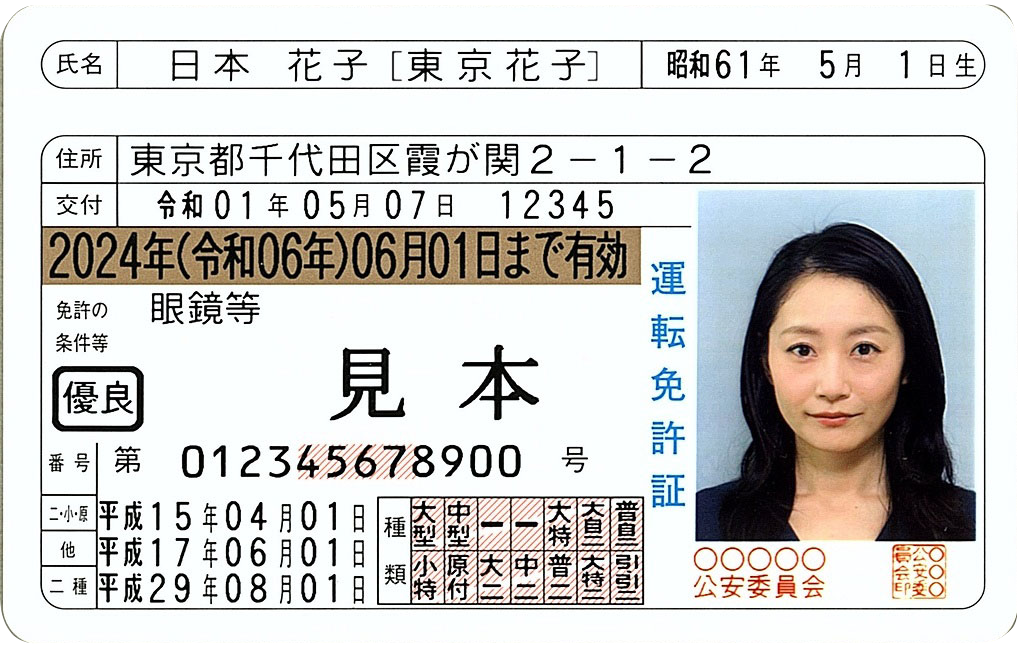 氏名 日本 花子 [東京花子] 昭和61年 5月 1日生
住所 東京都千代田区霞が関2-1-2
交付 令和01年05月07日 12345
2024年(令和06年)06月01日まで有効
免許の
条件等
眼鏡等
優良
見本
番号 第 012345678900 号
二・小・原 平成15年04月01日
他 平成17年06月01日
二種 平成29年08月01日
種類
大型 中型 ー ー 大特 大自二 普自二
小特 原付 大二 中二 普二 大特二 引引二
運転免許証
○○○○○
公安委員会